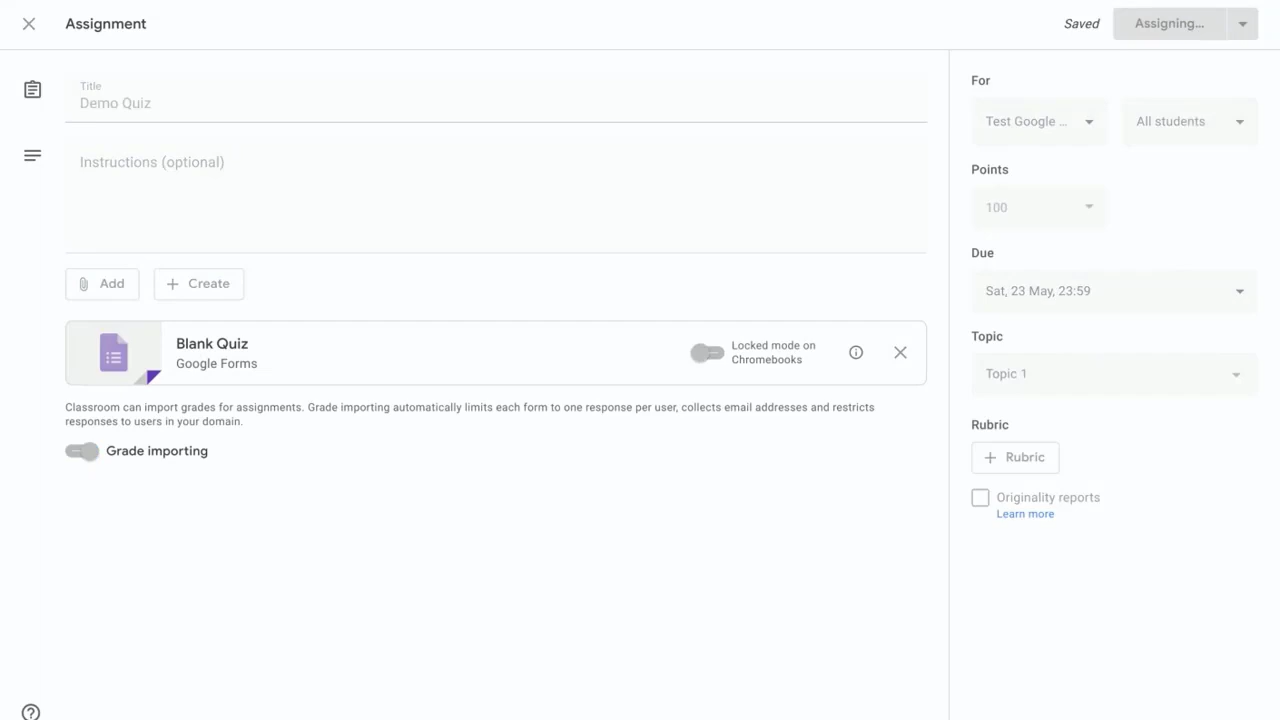 Assignment
Saved
Assigning...
Title
Demo Quiz
Instructions (optional)
Add
Create
Blank Quiz
Google Forms
Locked mode on
Chromebooks
Classroom can import grades for assignments. Grade importing automatically limits each form to one response per user, collects email addresses and restricts
responses to users in your domain.
Grade importing
For
Test Google ...
All students
Points
100
Due
Sat, 23 May, 23:59
Topic
Topic 1
Rubric
Rubric
Originality reports
Learn more